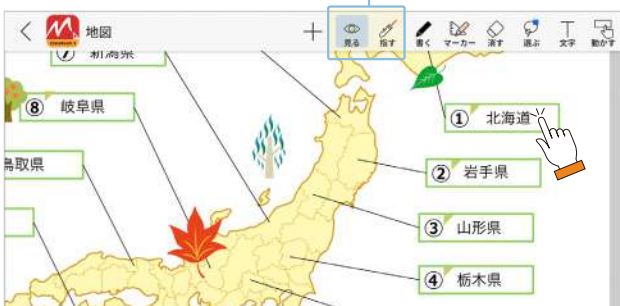 地図
見る 指す 書く マーカー 消す 選ぶ 文字 動かす
⑦ 新潟県
⑧ 岐阜県
① 北海道
鳥取県
② 岩手県
③ 山形県
④ 栃木県